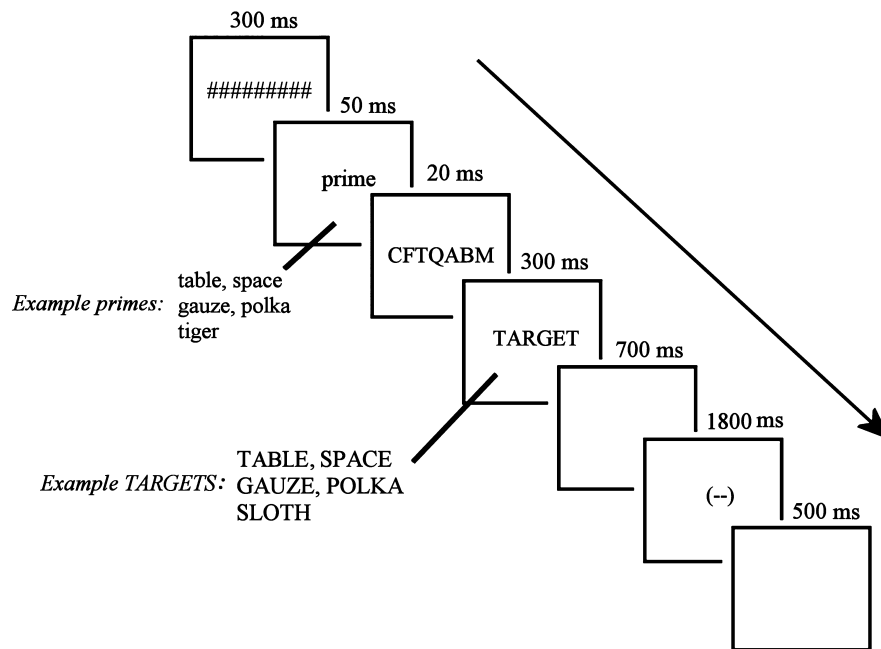 300 ms
#########
50 ms
prime
20 ms
CFTQABM
300 ms
Example primes:
table, space
gauze, polka
tiger
TARGET
700 ms
1800 ms
Example TARGETS:
TABLE, SPACE
GAUZE, POLKA
SLOTH
(--)
500 ms